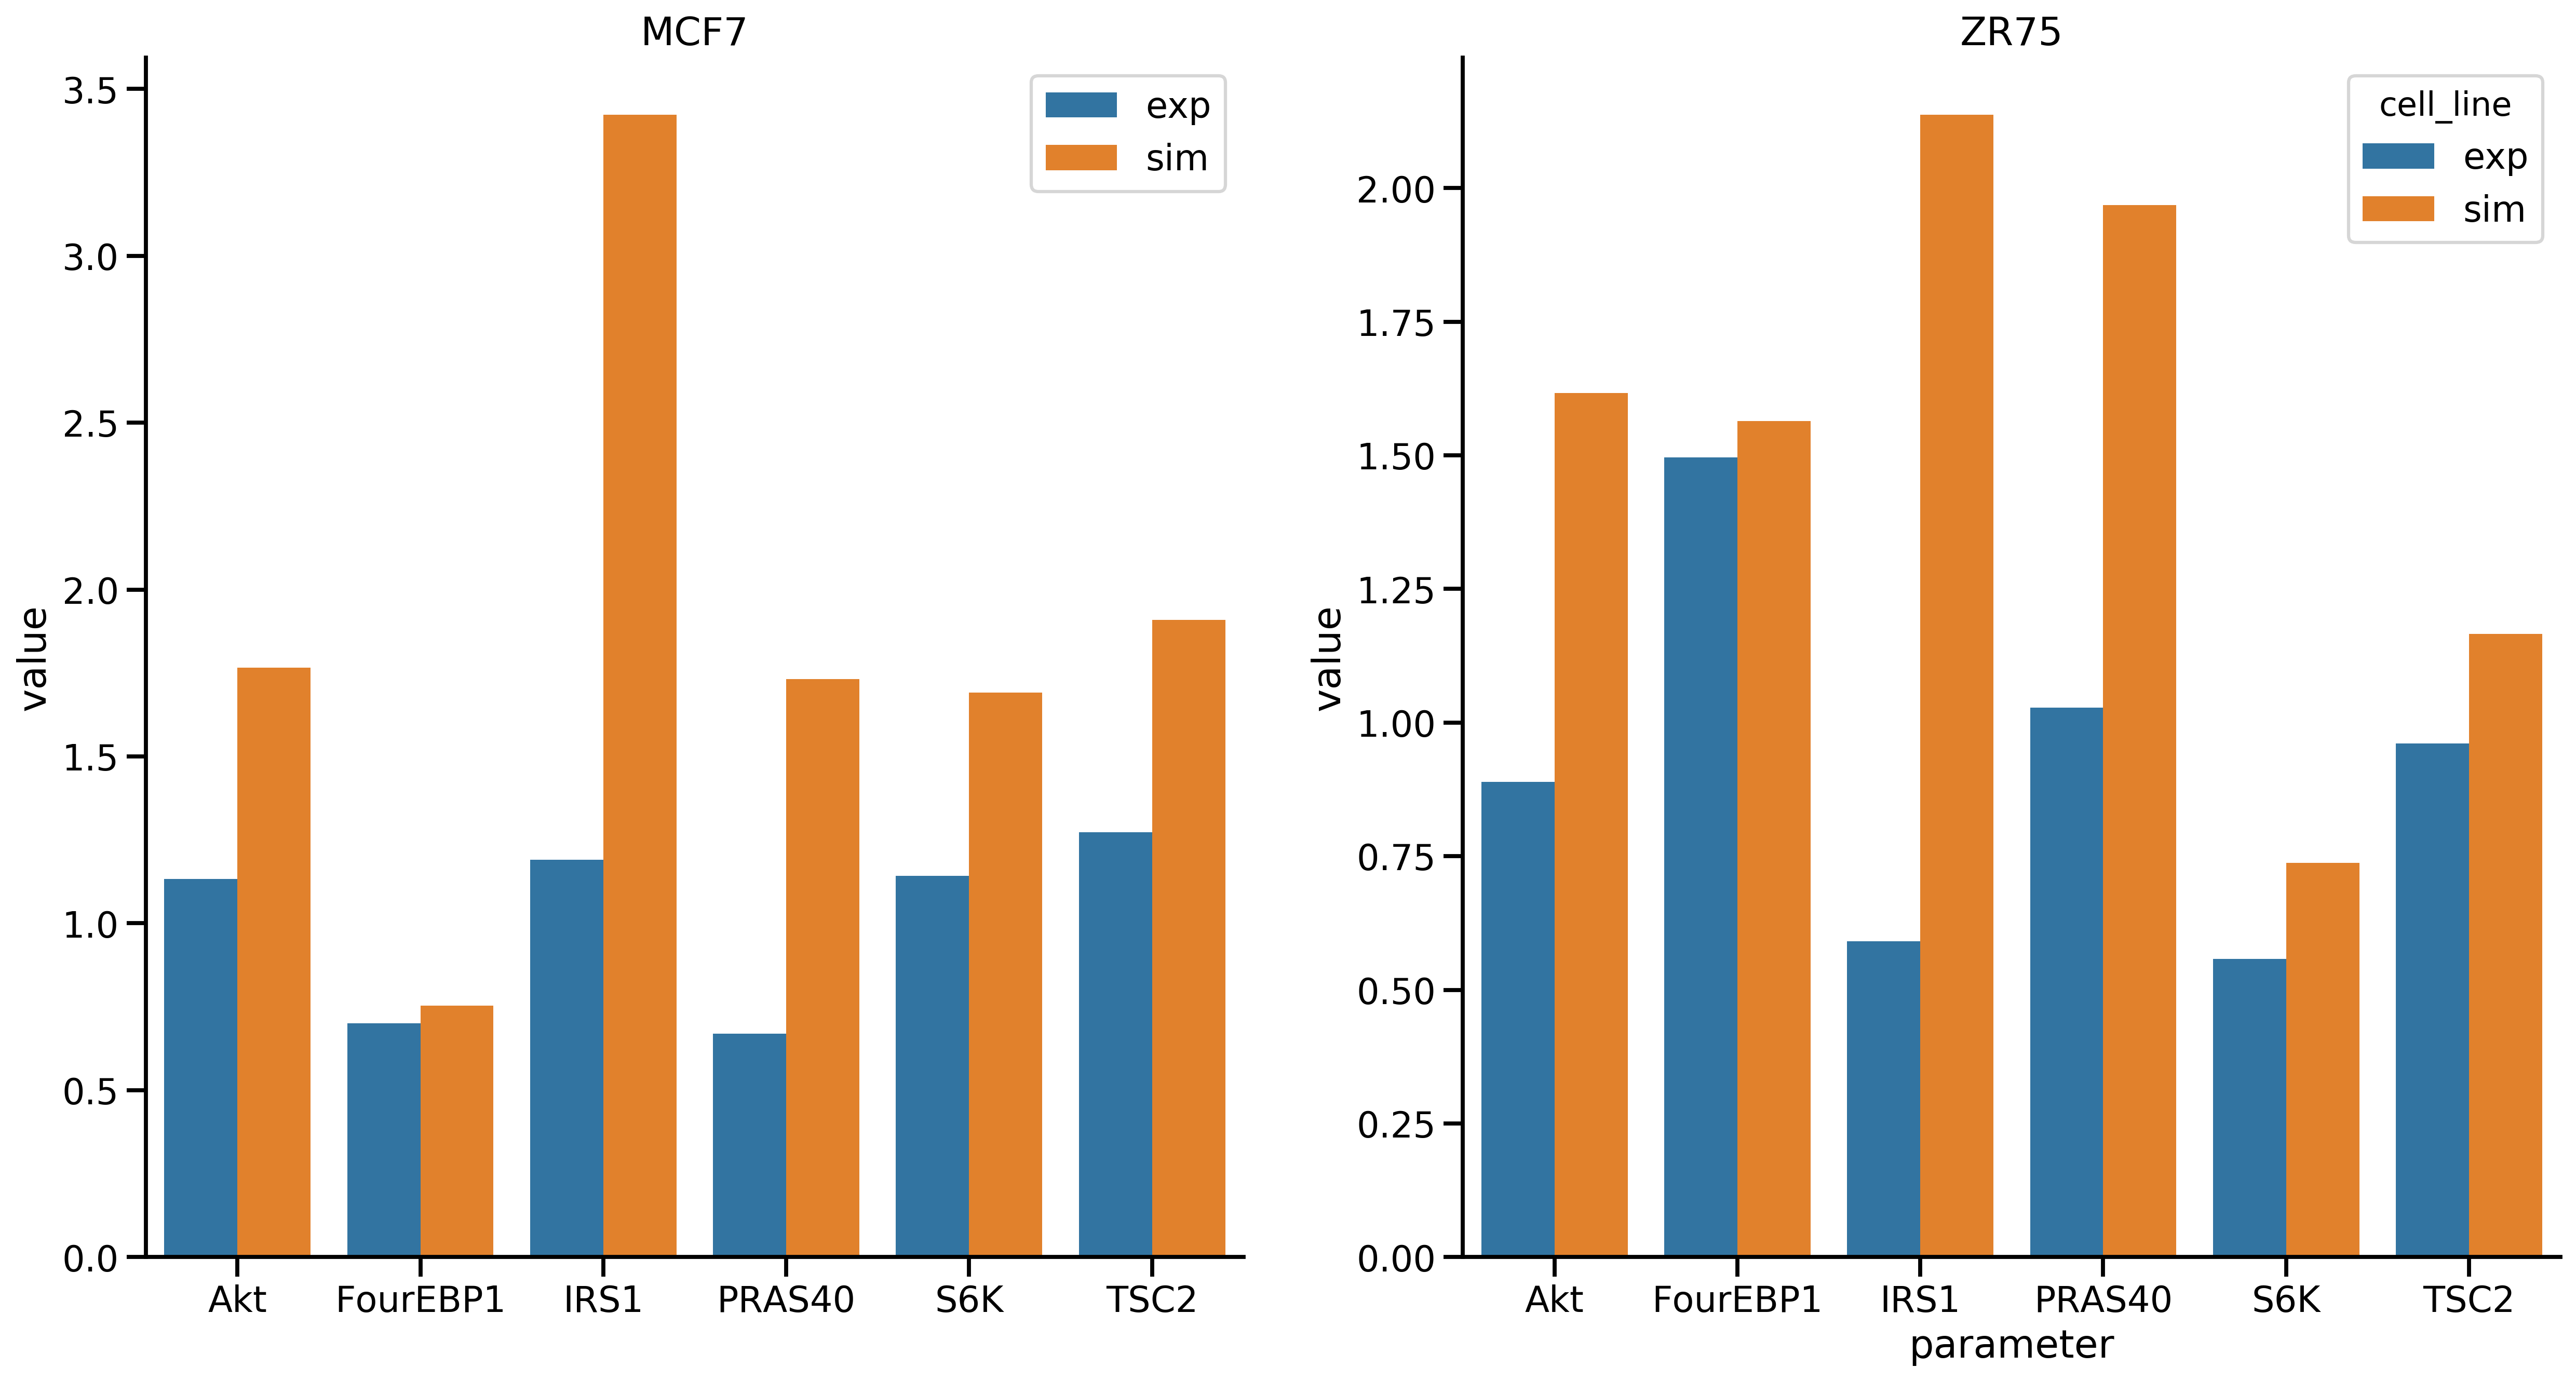 MCF7
value
3.5
3.0
2.5
2.0
1.5
1.0
0.5
0.0
exp
sim
Akt FourEBP1 IRS1 PRAS40 S6K TSC2
ZR75
value
2.00
1.75
1.50
1.25
1.00
0.75
0.50
0.25
0.00
cell_line
exp
sim
Akt FourEBP1 IRS1 PRAS40 S6K TSC2
parameter